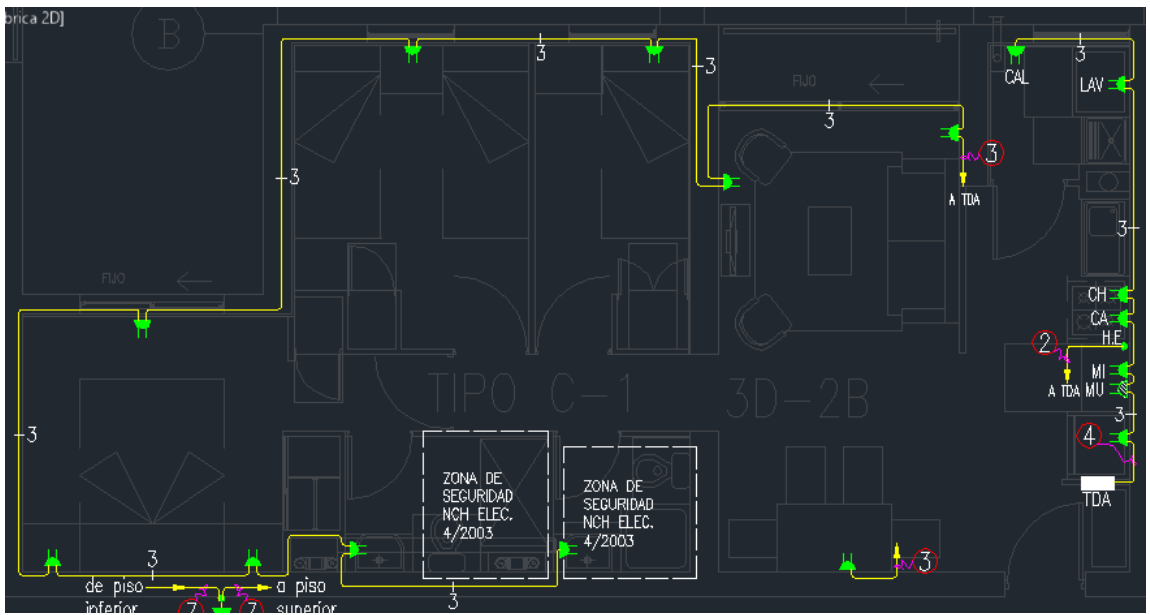 brica 2D]
B
3
3
3
CAL
LAV
FIJO
3
3
3
A TDA
3
FIJO
CH
CA
H.E
2
MI
A TDA
MU
TIPO C-1
3D-2B
3
3
4
ZONA DE
SEGURIDAD
NCH ELEC.
4/2003
ZONA DE
SEGURIDAD
NCH ELEC.
4/2003
TDA
3
3
de piso
a piso
inferior
superior
7
7
3